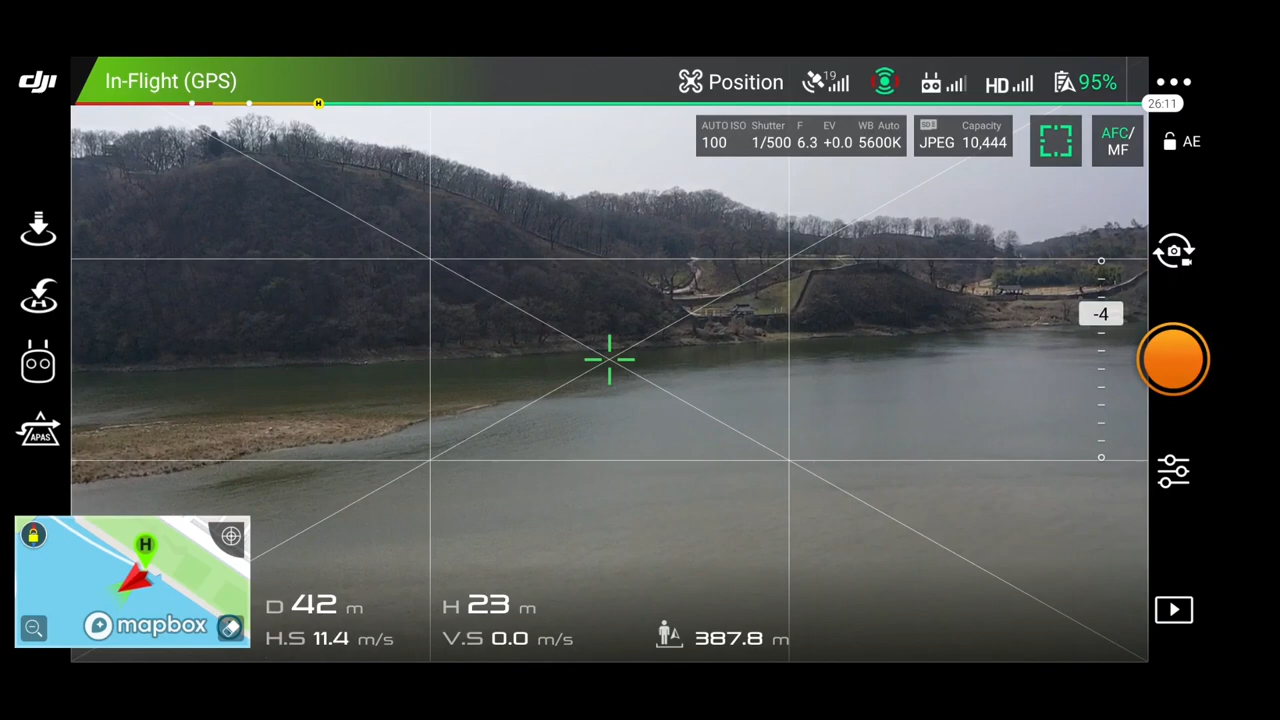 dji
In-Flight (GPS)
Position
19
HD
95%
26:11
AUTO ISO Shutter F EV WB Auto
100 1/500 6.3 +0.0 5600K
SD Capacity
JPEG 10,444
AFC/
MF
AE
H
-4
H
APAS
H
mapbox
D 42 m
H 23 m
H.S 11.4 m/s
V.S 0.0 m/s
387.8 m